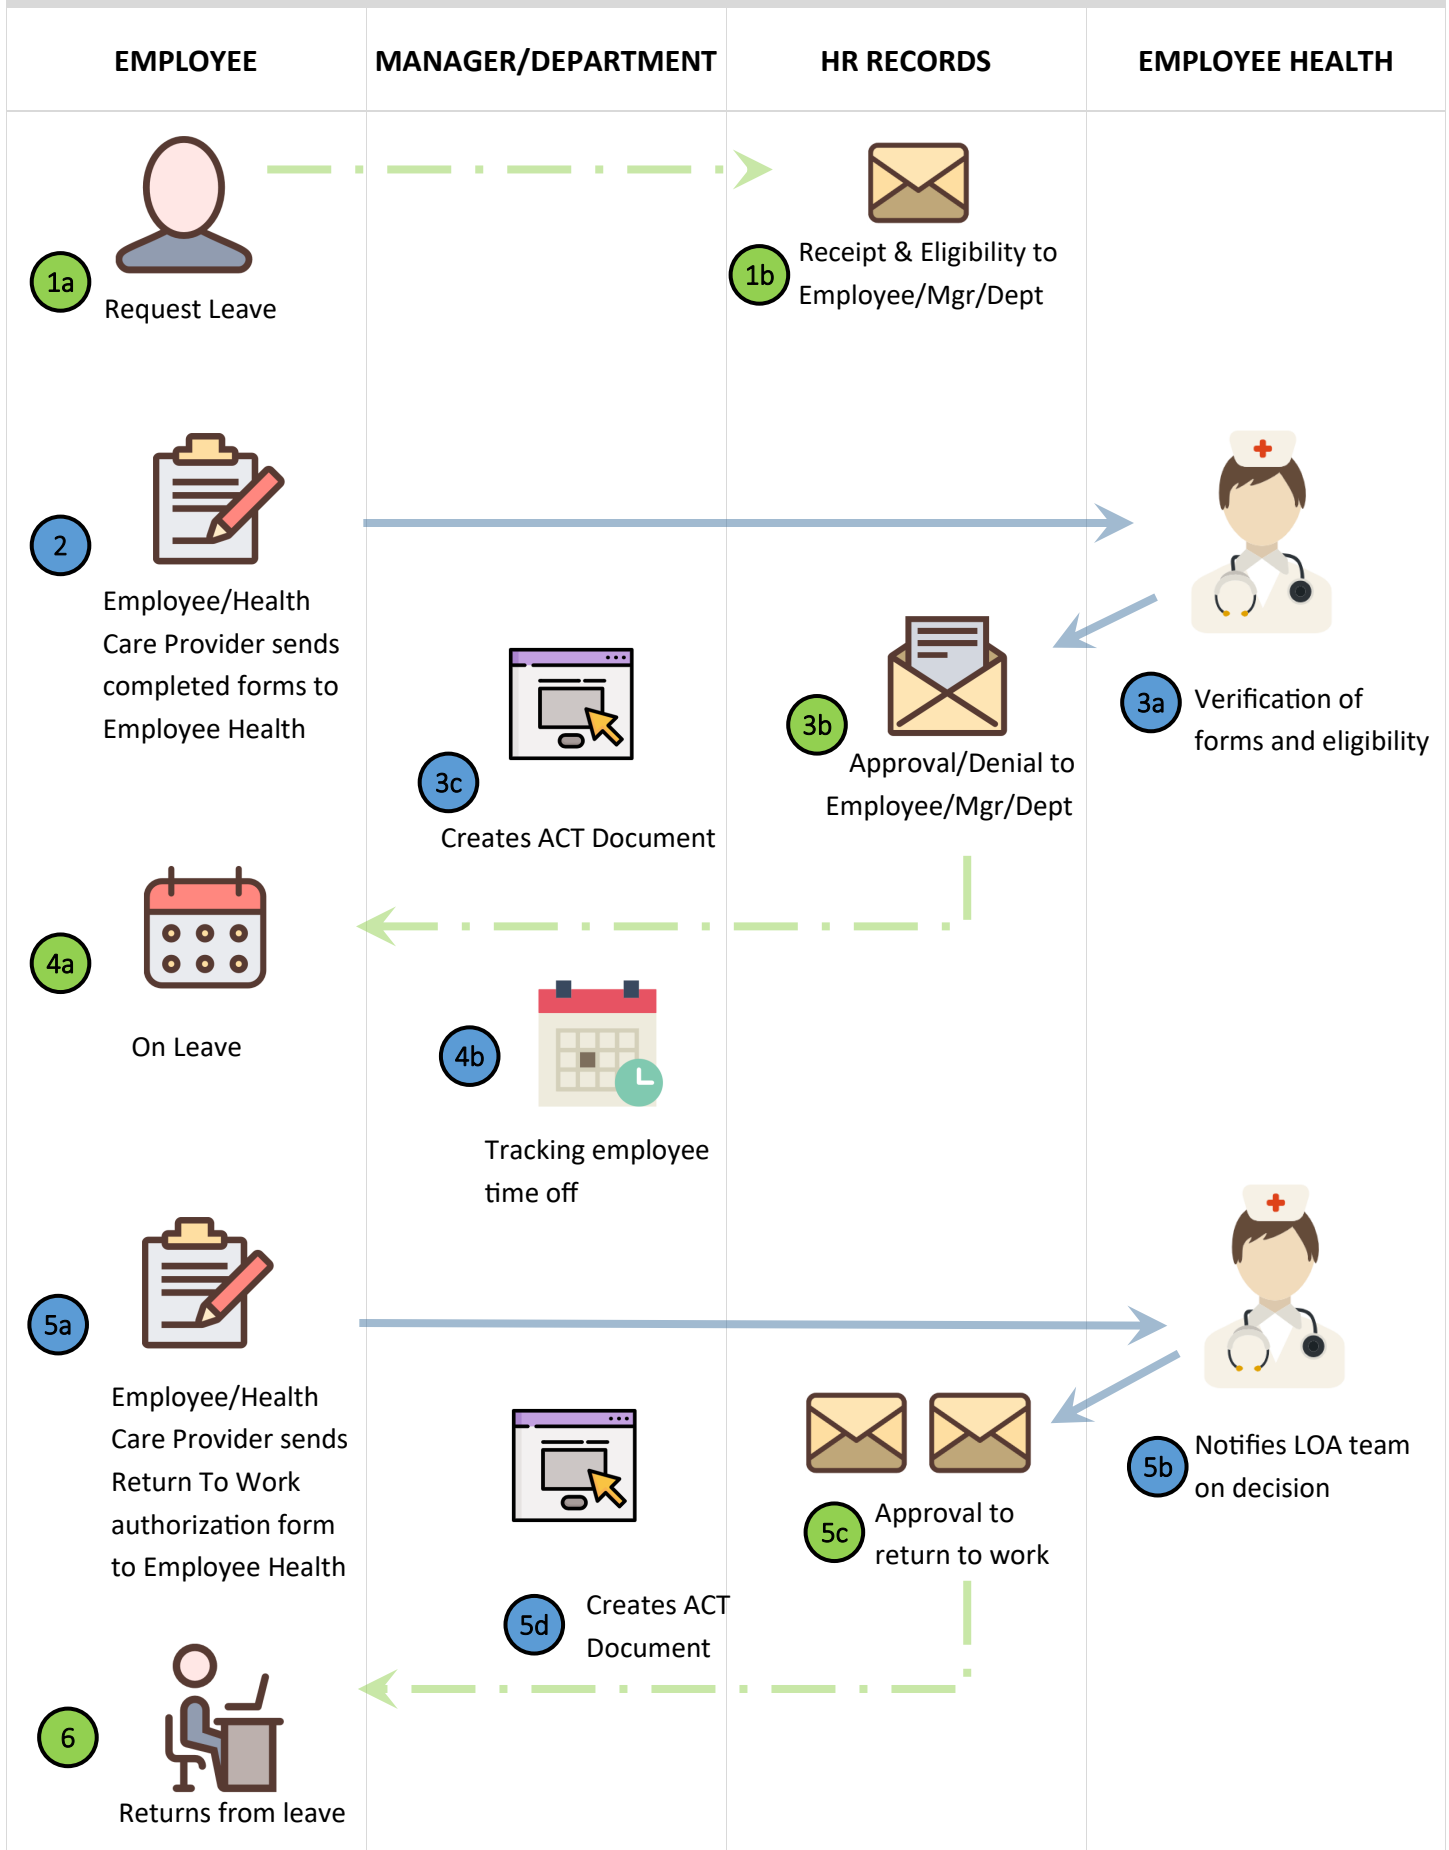 EMPLOYEE
MANAGER/DEPARTMENT
HR RECORDS
EMPLOYEE HEALTH
1a
Request Leave
1b
Receipt & Eligibility to
Employee/Mgr/Dept
2
Employee/Health
Care Provider sends
completed forms to
Employee Health
3a
Verification of
forms and eligibility
3b
Approval/Denial to
Employee/Mgr/Dept
3c
Creates ACT Document
4a
On Leave
4b
Tracking employee
time off
5a
Employee/Health
Care Provider sends
Return To Work
authorization form
to Employee Health
5b
Notifies LOA team
on decision
5c
Approval to
return to work
5d
Creates ACT
Document
6
Returns from leave